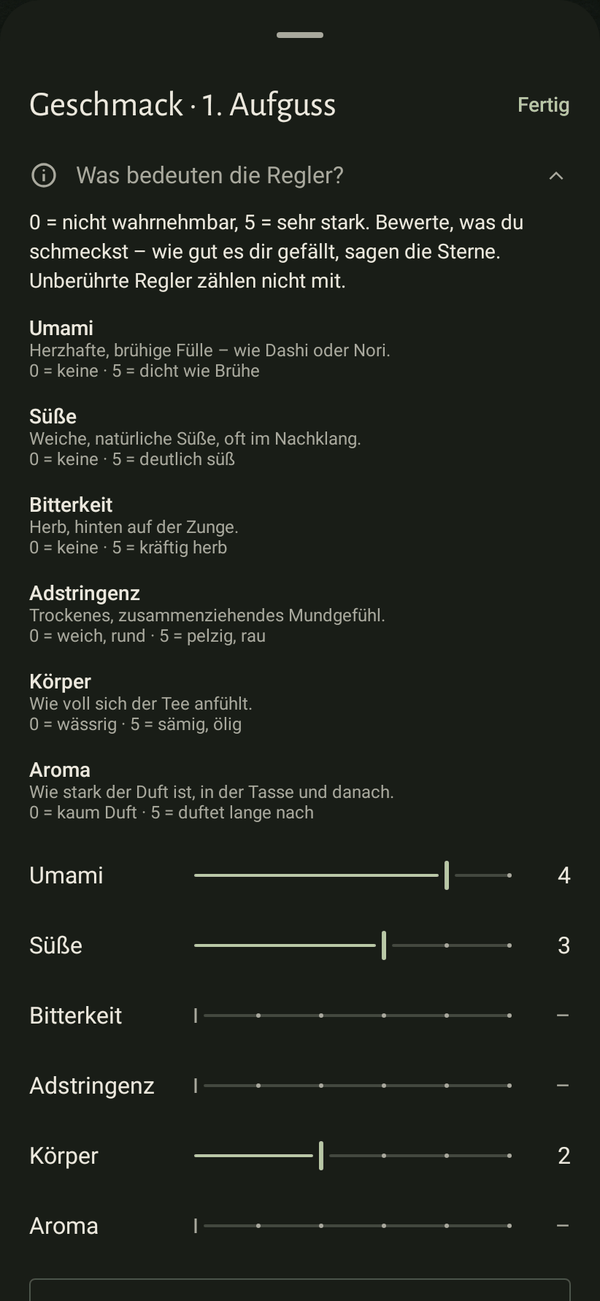 Geschmack · 1. Aufguss
Fertig
Was bedeuten die Regler?
0 = nicht wahrnehmbar, 5 = sehr stark. Bewerte, was du
schmeckst – wie gut es dir gefällt, sagen die Sterne.
Unberührte Regler zählen nicht mit.
Umami
Herzhafte, brühige Fülle – wie Dashi oder Nori.
0 = keine · 5 = dicht wie Brühe
Süße
Weiche, natürliche Süße, oft im Nachklang.
0 = keine · 5 = deutlich süß
Bitterkeit
Herb, hinten auf der Zunge.
0 = keine · 5 = kräftig herb
Adstringenz
Trockenes, zusammenziehendes Mundgefühl.
0 = weich, rund · 5 = pelzig, rau
Körper
Wie voll sich der Tee anfühlt.
0 = wässrig · 5 = sämig, ölig
Aroma
Wie stark der Duft ist, in der Tasse und danach.
0 = kaum Duft · 5 = duftet lange nach
Umami 4
Süße 3
Bitterkeit –
Adstringenz –
Körper 2
Aroma –